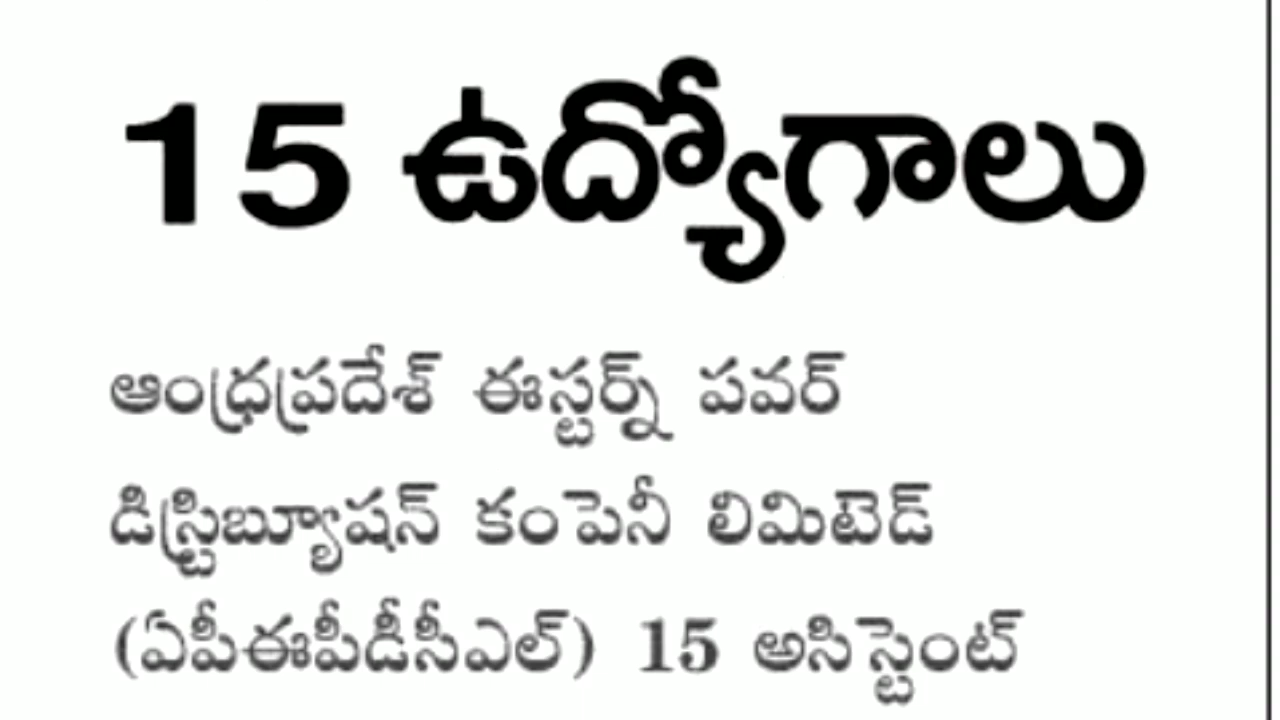 15 ఉద్యోగాలు
ఆంధ్రప్రదేశ్ ఈస్టర్న్ పవర్
డిస్ట్రిబ్యూషన్ కంపెనీ లిమిటెడ్
(ఏపీఈపీడీసీఎల్) 15 అసిస్టెంట్